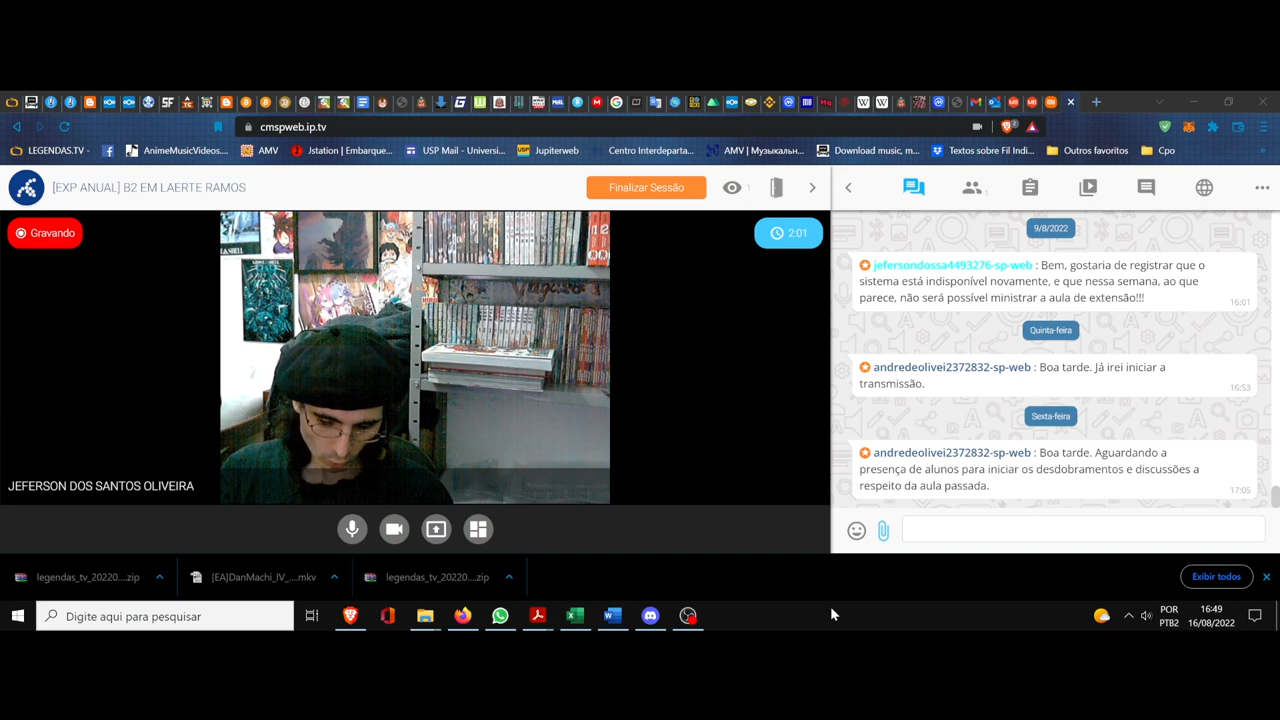 cmspweb.ip.tv
2
LEGENDAS.TV -
AnimeMusicVideos...
AMV
Jstation | Embarque...
USP Mail - Universi...
Jupiterweb
Centro Interdeparta...
AMV | Музыкальн...
Download music, m...
Textos sobre Fil Indi...
Outros favoritos
Cpo
[EXP ANUAL] B2 EM LAERTE RAMOS
Finalizar Sessão
1
1
Gravando
2:01
JEFERSON DOS SANTOS OLIVEIRA
9/8/2022
jefersondossa4493276-sp-web : Bem, gostaria de registrar que o
sistema está indisponível novamente, e que nessa semana, ao que
parece, não será possível ministrar a aula de extensão!!!
16:01
Quinta-feira
andredeolivei2372832-sp-web : Boa tarde. Já irei iniciar a
transmissão.
16:53
Sexta-feira
andredeolivei2372832-sp-web : Boa tarde. Aguardando a
presença de alunos para iniciar os desdobramentos e discussões a
respeito da aula passada.
17:05
legendas_tv_20220....zip
[EA]DanMachi_IV_....mkv
legendas_tv_20220....zip
Exibir todos
Digite aqui para pesquisar
POR
PTB2
16:49
16/08/2022